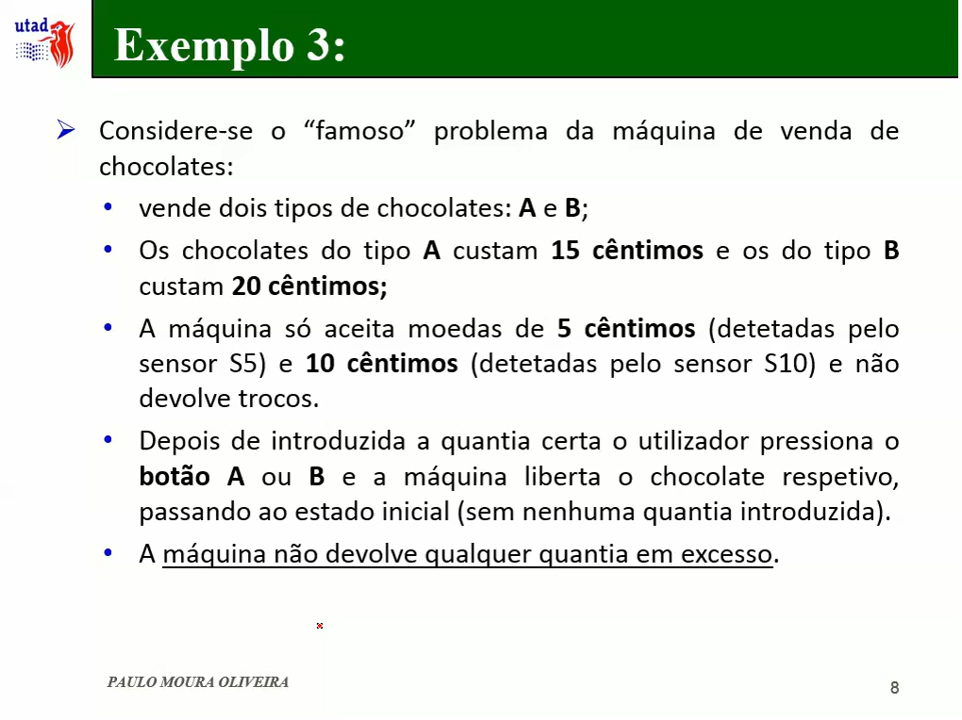 utad
Exemplo 3:
Considere-se o “famoso” problema da máquina de venda de
chocolates:
vende dois tipos de chocolates: A e B;
Os chocolates do tipo A custam 15 cêntimos e os do tipo B
custam 20 cêntimos;
A máquina só aceita moedas de 5 cêntimos (detetadas pelo
sensor S5) e 10 cêntimos (detetadas pelo sensor S10) e não
devolve trocos.
Depois de introduzida a quantia certa o utilizador pressiona o
botão A ou B e a máquina liberta o chocolate respetivo,
passando ao estado inicial (sem nenhuma quantia introduzida).
A máquina não devolve qualquer quantia em excesso.
PAULO MOURA OLIVEIRA
8